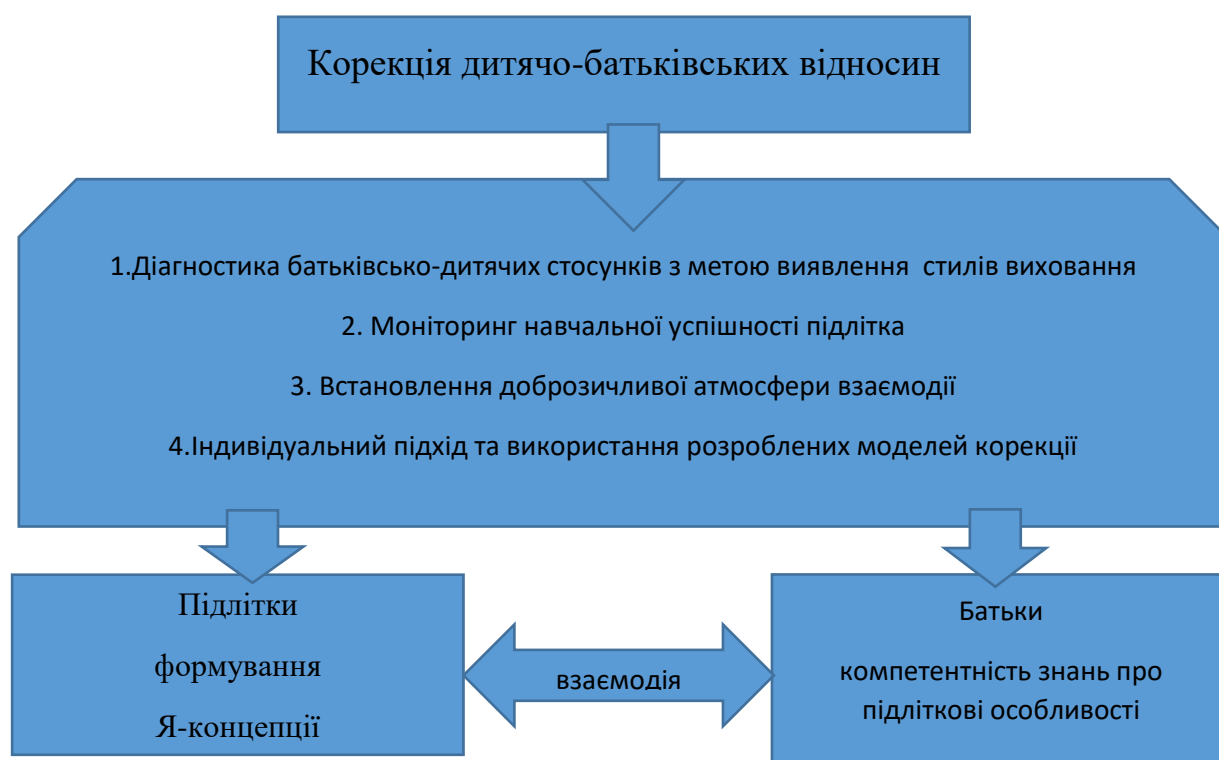 Корекція дитячо-батьківських відносин
1.Діагностика батьківсько-дитячих стосунків з метою виявлення стилів виховання
2. Моніторинг навчальної успішності підлітка
3. Встановлення доброзичливої атмосфери взаємодії
4.Індивідуальний підхід та використання розроблених моделей корекції
Підлітки
формування
Я-концепції
взаємодія
Батьки
компетентність знань про
підліткові особливості